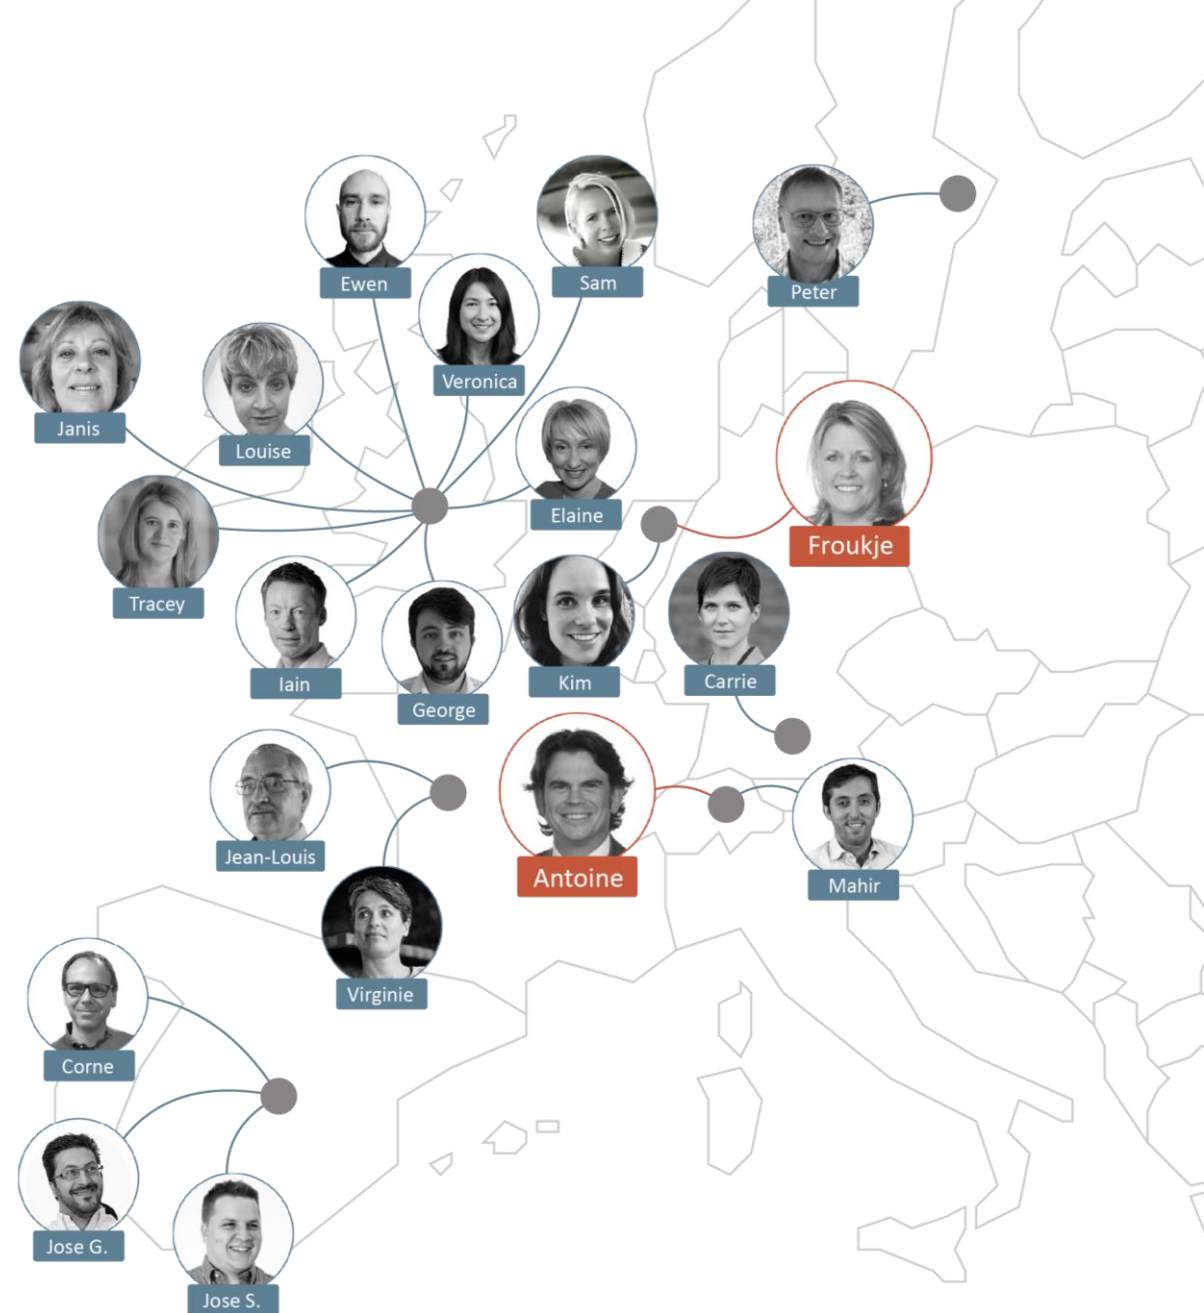 Ewen
Sam
Peter
Veronica
Janis
Louise
Elaine
Froukje
Tracey
Iain
Kim
Carrie
George
Jean-Louis
Antoine
Mahir
Virginie
Corne
Jose G.
Jose S.